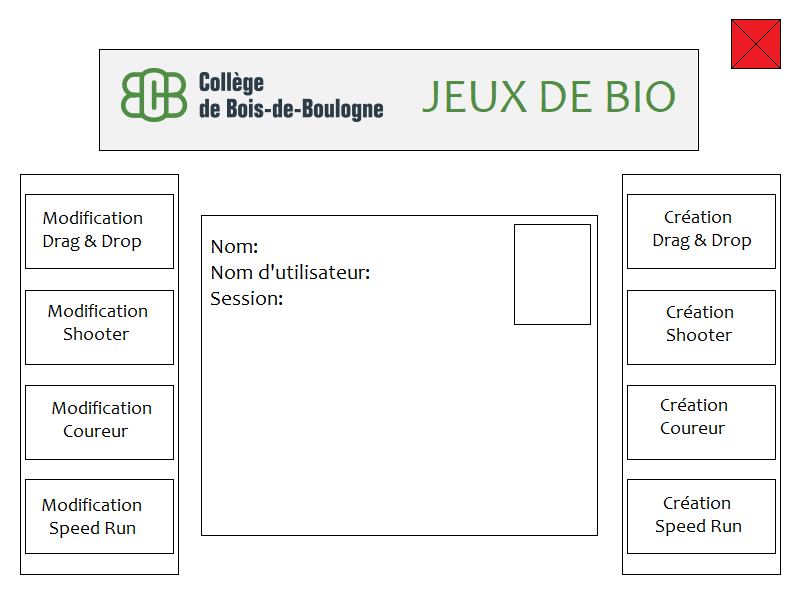 Collège
de Bois-de-Boulogne
JEUX DE BIO
Modification
Drag & Drop
Modification
Shooter
Modification
Coureur
Modification
Speed Run
Nom:
Nom d'utilisateur:
Session:
Création
Drag & Drop
Création
Shooter
Création
Coureur
Création
Speed Run